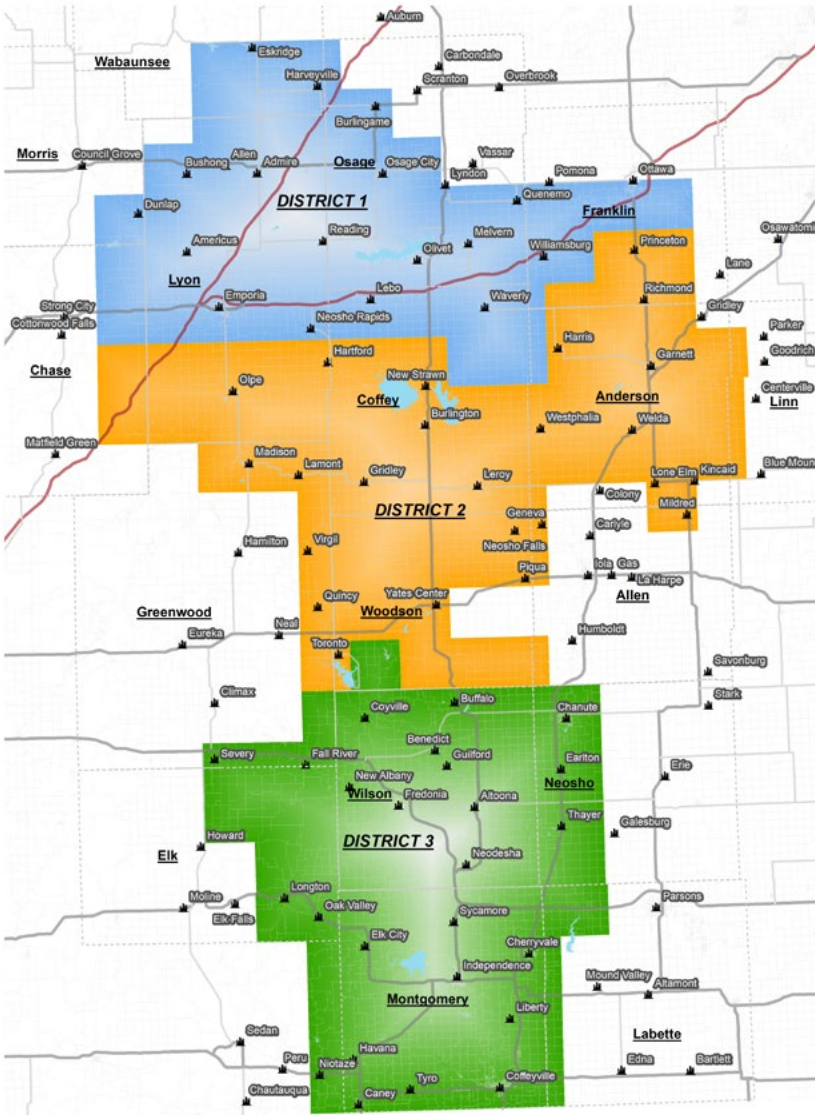 Auburn
Eskridge
Wabaunsee
Carbondale
Harveyville
Scranton
Overbrook
Burlingame
Morris
Council Grove
Bushong
Allen
Admire
Osage
Osage City
Vassar
Lyndon
Pomona
Ottawa
Quenemo
DISTRICT 1
Dunlap
Franklin
Americus
Reading
Olivet
Melvern
Williamsburg
Princeton
Osawatomi
Lane
Lyon
Emporia
Lebo
Waverly
Richmond
Strong City
Cottonwood Falls
Neosho Rapids
Gridley
Parker
Hartford
Harris
Garnett
Goodrich
Chase
Olpe
New Strawn
Coffey
Anderson
Centerville
Linn
Burlington
Westphalia
Welda
Matfield Green
Madison
Lamont
Gridley
Leroy
Lone Elm
Kincaid
Blue Moun
Colony
DISTRICT 2
Geneva
Neosho Falls
Mildred
Carlyle
Hamilton
Virgil
Piqua
Iola
Gas
La Harpe
Allen
Quincy
Woodson
Yates Center
Greenwood
Neal
Eureka
Humboldt
Toronto
Savonburg
Climax
Buffalo
Stark
Coyville
Chanute
Benedict
Severy
Fall River
Guilford
Earlton
Erie
New Albany
Wilson
Fredonia
Altoona
Neosho
Thayer
Galesburg
Howard
DISTRICT 3
Elk
Neodesha
Moline
Elk Falls
Longton
Oak Valley
Sycamore
Parsons
Elk City
Cherryvale
Independence
Mound Valley
Altamont
Montgomery
Liberty
Sedan
Labette
Havana
Peru
Niotaze
Edna
Bartlett
Tyro
Coffeyville
Chautauqua
Caney